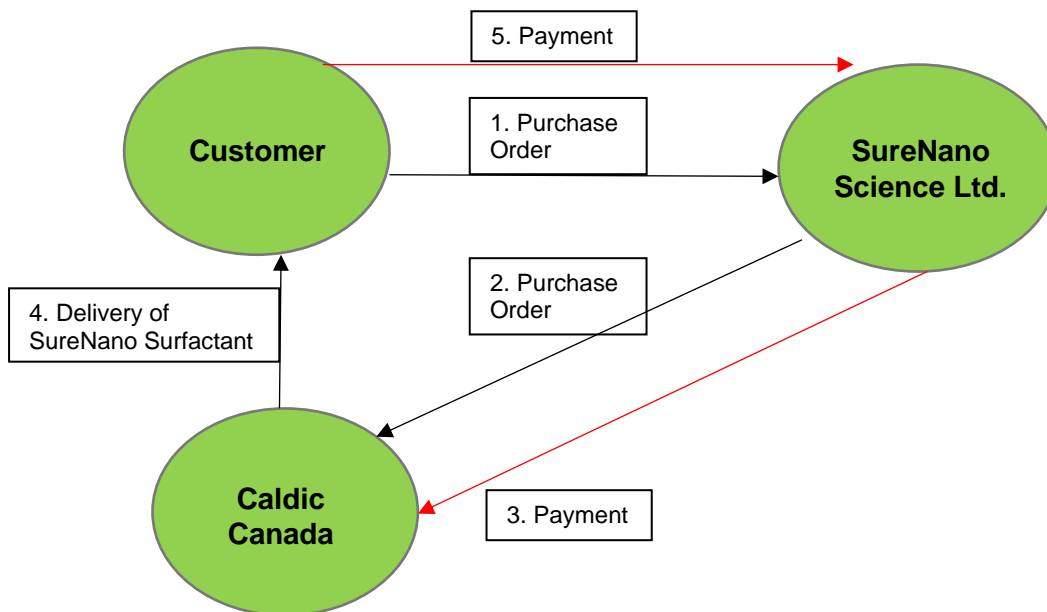 5. Payment
1. Purchase
Order
Customer
SureNano
Science Ltd.
2. Purchase
Order
4. Delivery of
SureNano Surfactant
Caldic
Canada
3. Payment